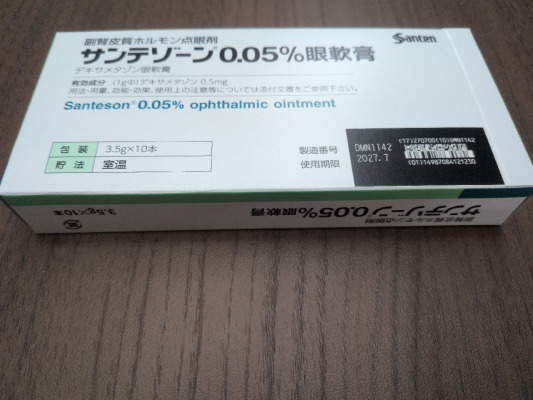 副腎皮質ホルモン点眼剤
サンテゾーン0.05%眼軟膏
デキサメタゾン眼軟膏
Santen
有効成分 (1g中)デキサメタゾン 0.5mg
用法・用量、効能・効果、使用上の注意等については添付文書をご参照下さい。
Santeson 0.05% ophthalmic ointment
包装 3.5g×10本
貯法 室温
製造番号 DMN1142
使用期限 2027.7
(17)270700(10)DMN1142
(01)14987084121230
副腎皮質ホルモン点眼剤
サンテゾーン0.05%眼軟膏
3.5g×10本